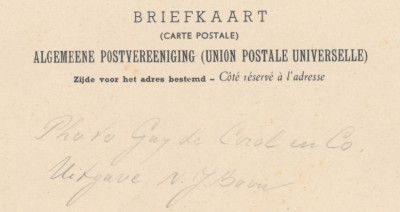 BRIEFKAART
(CARTE POSTALE)
ALGEMEENE POSTVEREENIGING (UNION POSTALE UNIVERSELLE)
Zijde voor het adres bestemd – Côté réservé à l'adresse
Photo Guy de Coral en Co.
Uitgave N. J. Boon